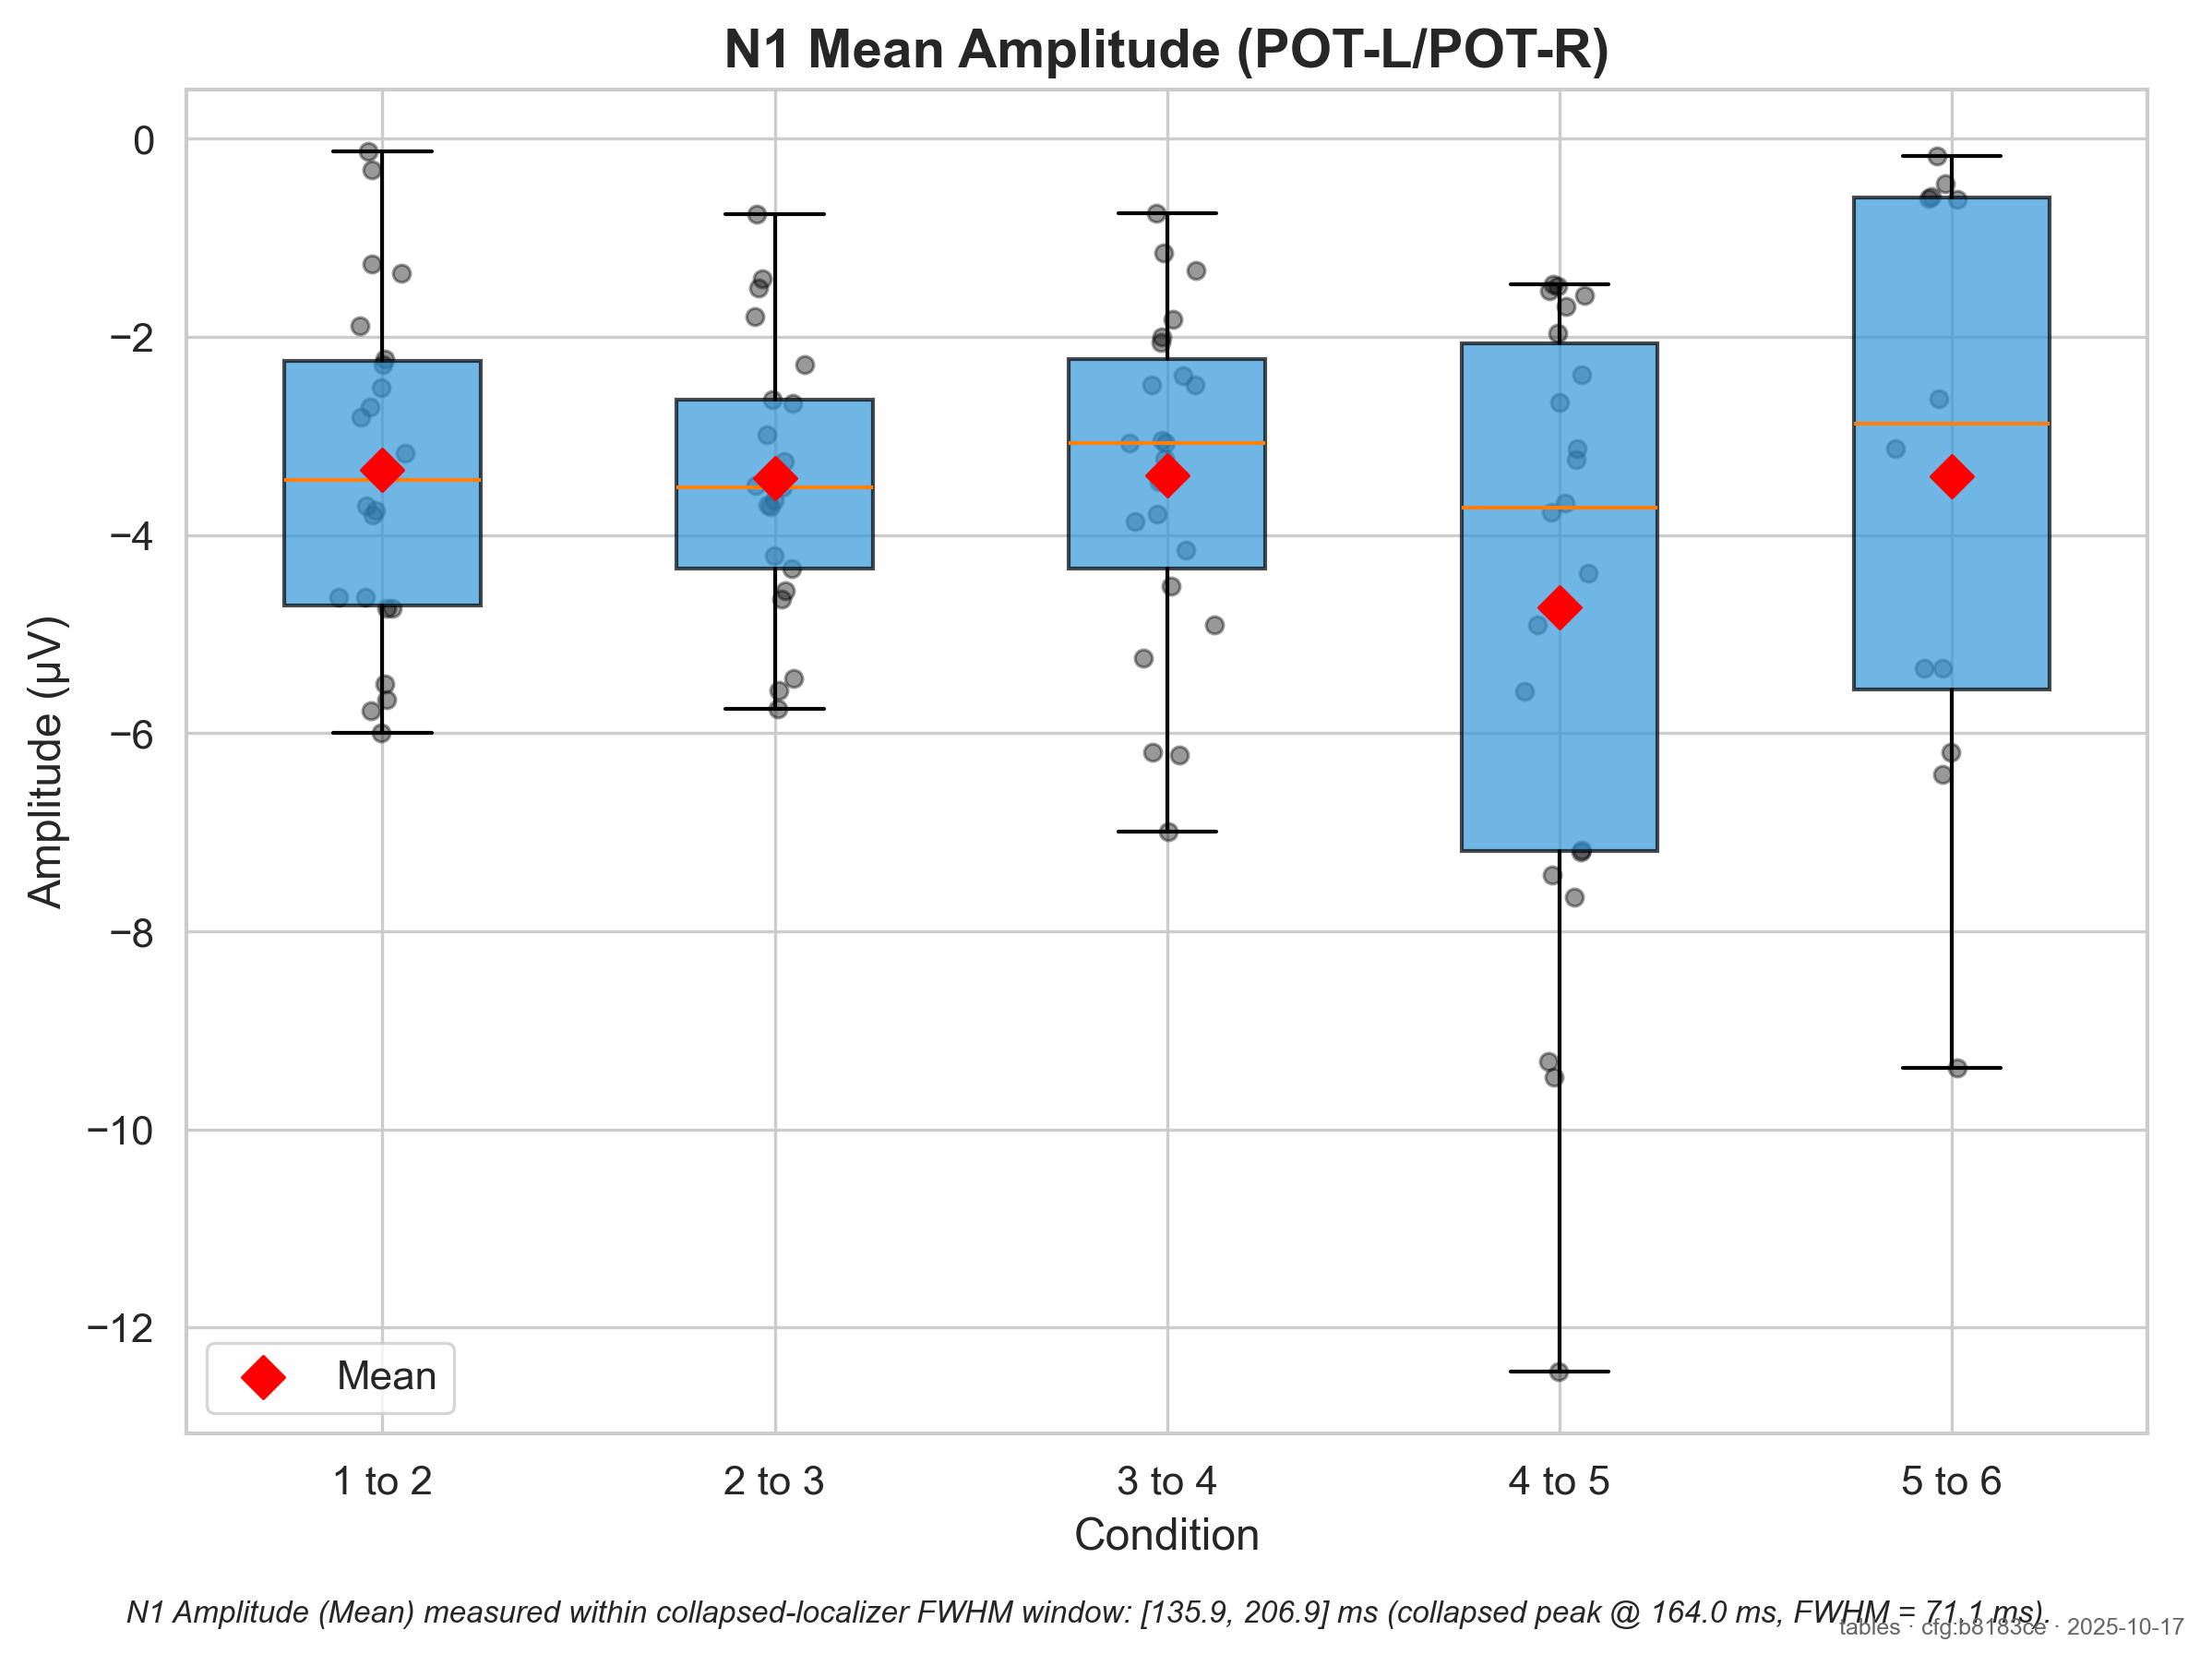 N1 Mean Amplitude (POT-L/POT-R)
Amplitude (μV)
0
−2
−4
−6
−8
−10
−12
Mean
1 to 2
2 to 3
3 to 4
4 to 5
5 to 6
Condition
N1 Amplitude (Mean) measured within collapsed-localizer FWHM window: [135.9, 206.9] ms (collapsed peak @ 164.0 ms, FWHM = 71.1 ms).
tables · cfg:b8183ce · 2025-10-17